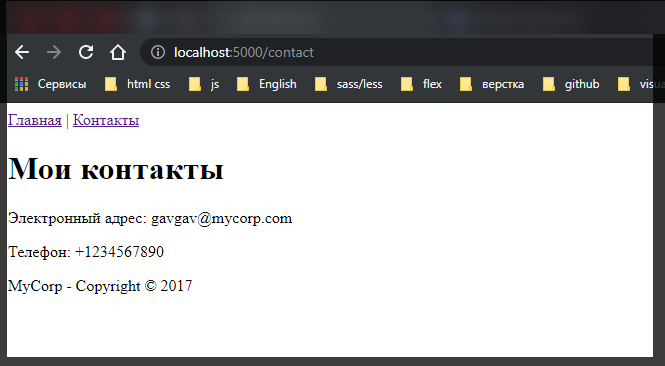 localhost:5000/contact
Сервисы html css js English sass/less flex верстка github visua
Главная | Контакты
Мои контакты
Электронный адрес: gavgav@mycorp.com
Телефон: +1234567890
MyCorp - Copyright © 2017